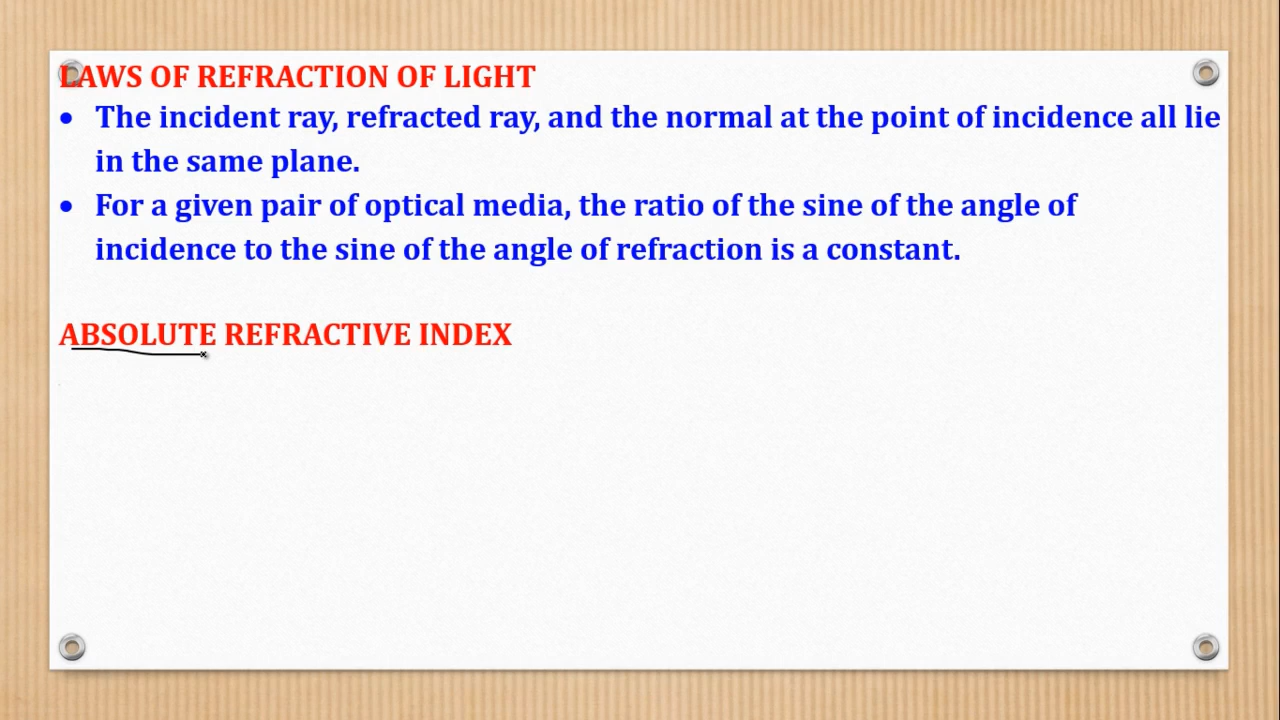 LAWS OF REFRACTION OF LIGHT
• The incident ray, refracted ray, and the normal at the point of incidence all lie
in the same plane.
• For a given pair of optical media, the ratio of the sine of the angle of
incidence to the sine of the angle of refraction is a constant.
ABSOLUTE REFRACTIVE INDEX